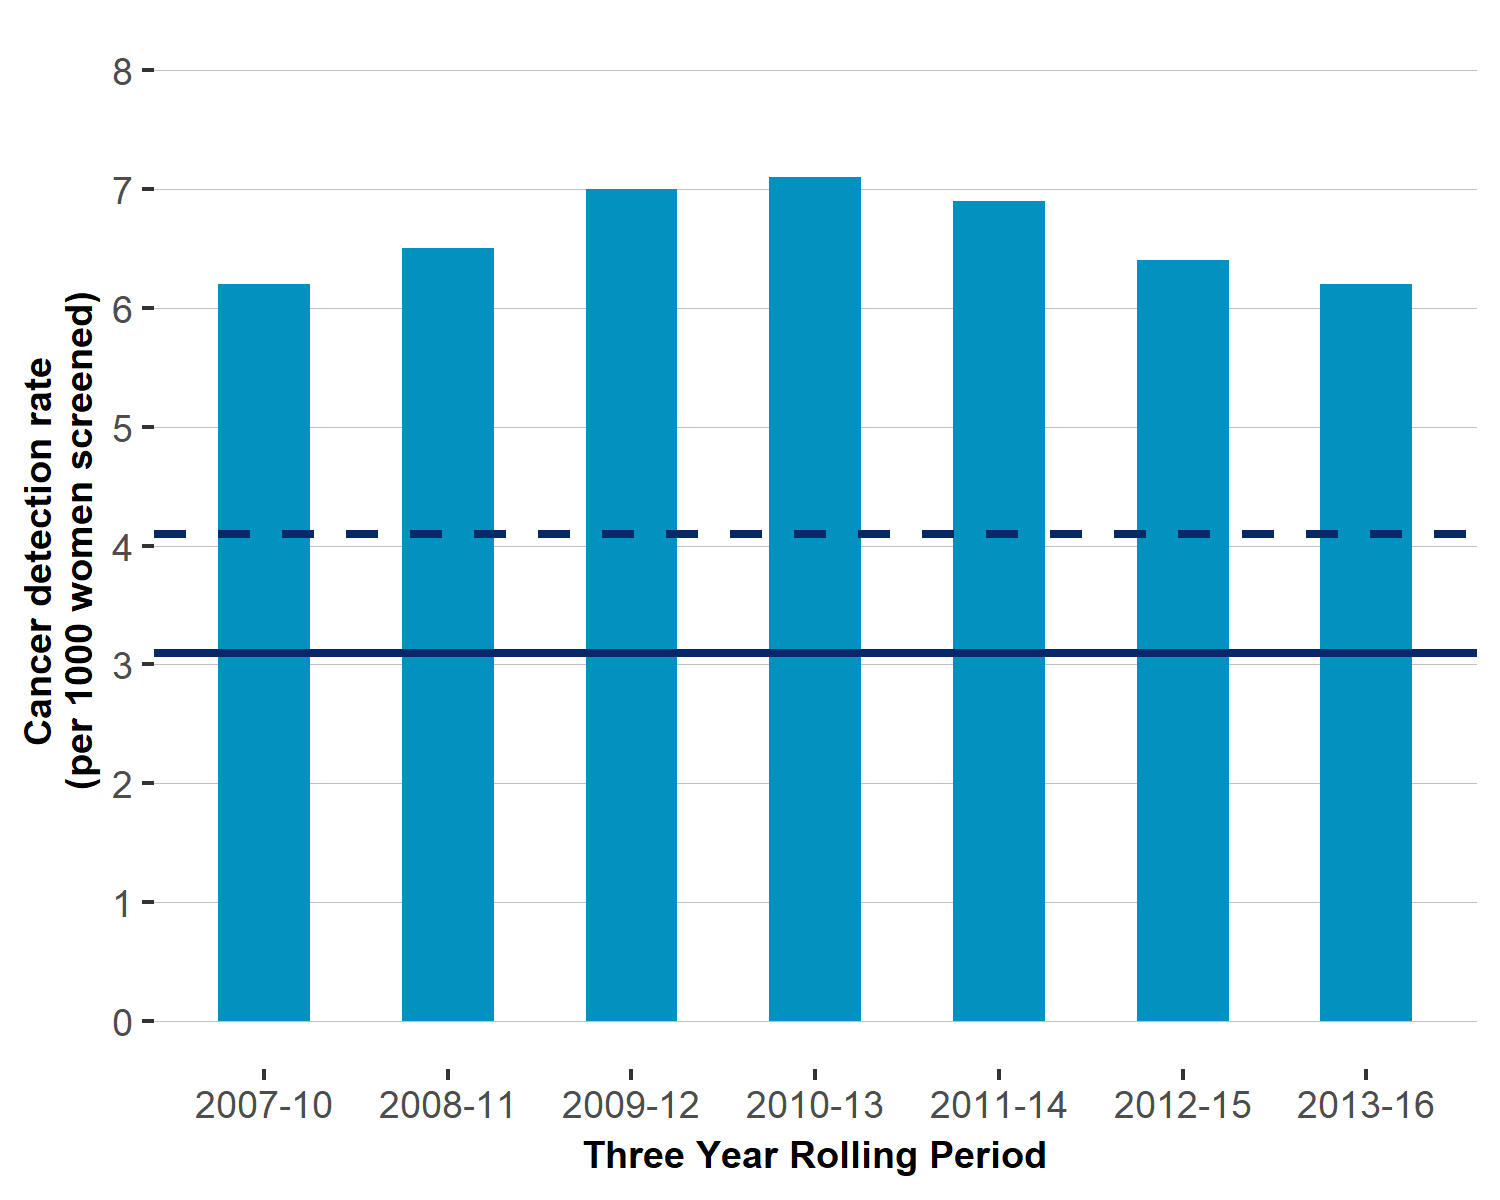 8
7
6
5
4
3
2
1
0
Cancer detection rate
(per 1000 women screened)
2007-10 2008-11 2009-12 2010-13 2011-14 2012-15 2013-16
Three Year Rolling Period